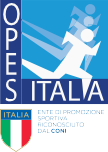 OPES
ITALIA
ITALIA
ENTE DI PROMOZIONE
SPORTIVA
RICONOSCIUTO
DAL CONI